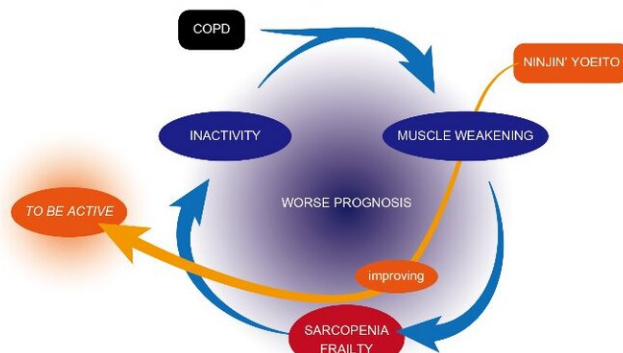 COPD
NINJIN' YOEITO
INACTIVITY
MUSCLE WEAKENING
WORSE PROGNOSIS
TO BE ACTIVE
improving
SARCOPENIA
FRAILTY